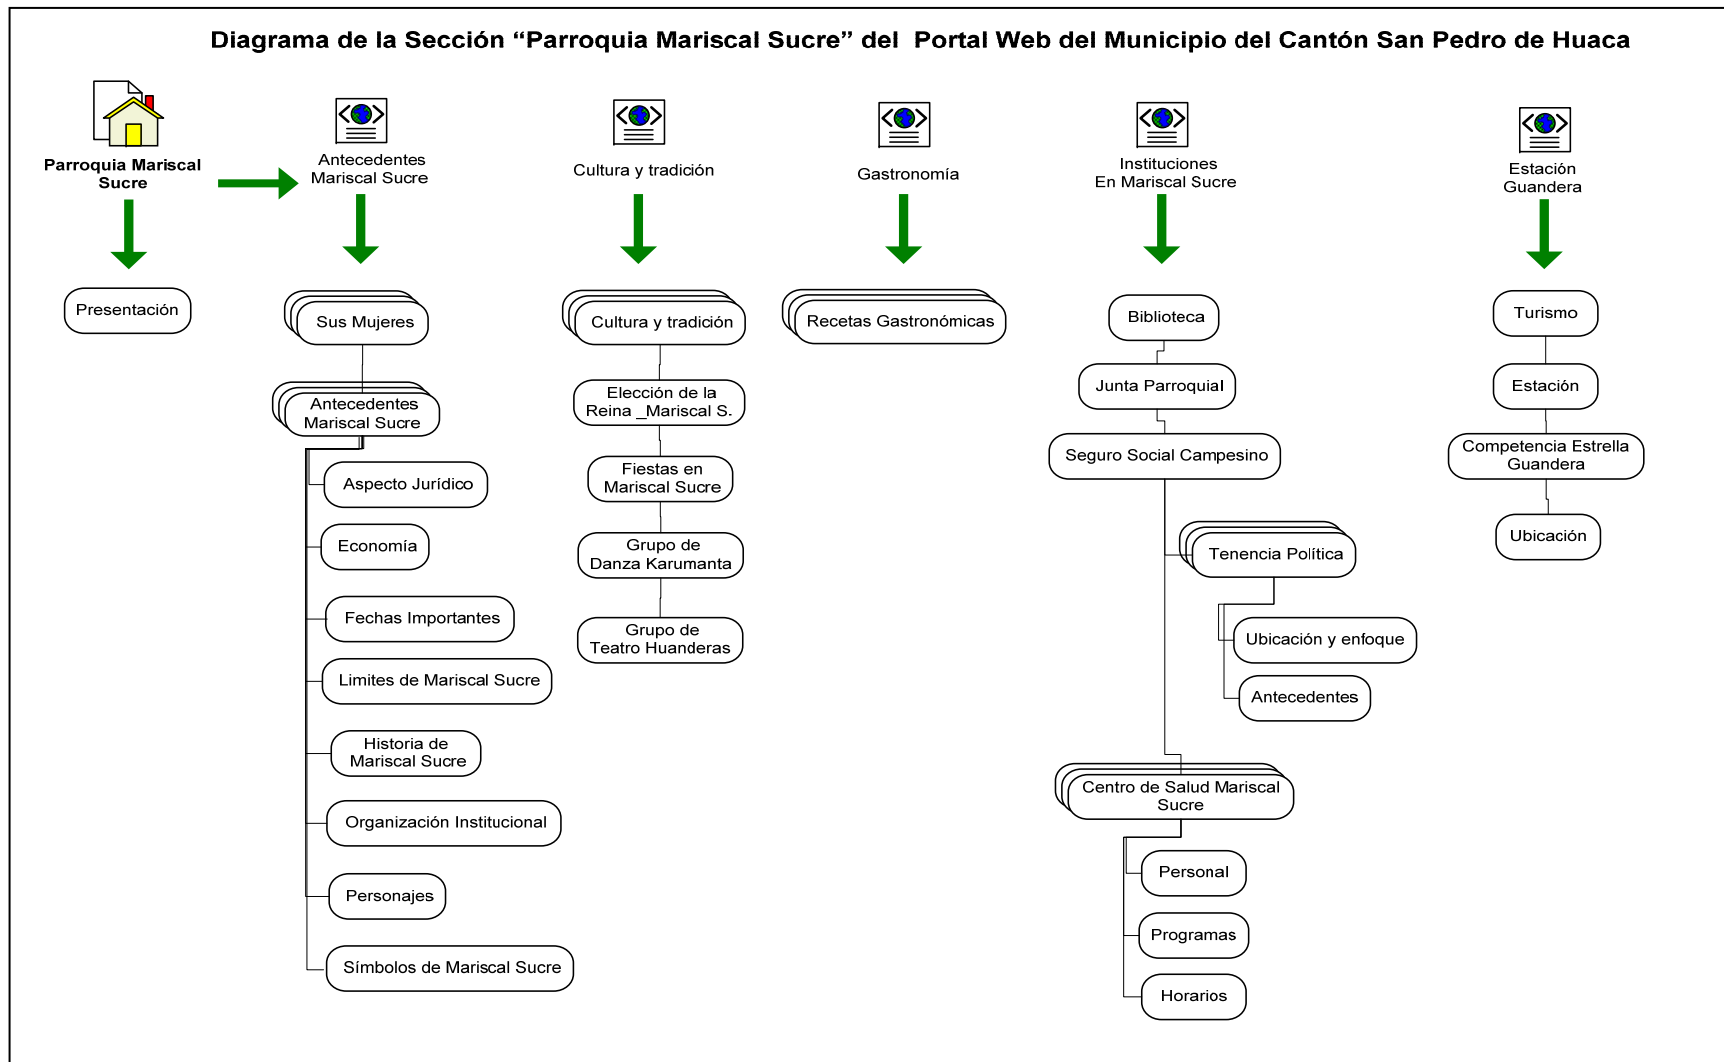 Diagrama de la Sección “Parroquia Mariscal Sucre” del Portal Web del Municipio del Cantón San Pedro de Huaca
Parroquia Mariscal
Sucre
Presentación
Antecedentes
Mariscal Sucre
Sus Mujeres
Antecedentes
Mariscal Sucre
Aspecto Jurídico
Economía
Fechas Importantes
Limites de Mariscal Sucre
Historia de
Mariscal Sucre
Organización Institucional
Personajes
Símbolos de Mariscal Sucre
Cultura y tradición
Cultura y tradición
Elección de la
Reina _Mariscal S.
Fiestas en
Mariscal Sucre
Grupo de
Danza Karumanta
Grupo de
Teatro Huanderas
Gastronomía
Recetas Gastronómicas
Instituciones
En Mariscal Sucre
Biblioteca
Junta Parroquial
Seguro Social Campesino
Tenencia Política
Ubicación y enfoque
Antecedentes
Centro de Salud Mariscal
Sucre
Personal
Programas
Horarios
Estación
Guandera
Turismo
Estación
Competencia Estrella
Guandera
Ubicación